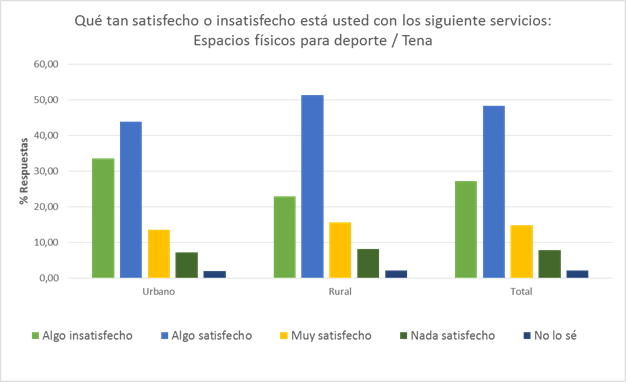 Qué tan satisfecho o insatisfecho está usted con los siguiente servicios:
Espacios físicos para deporte / Tena
60,00
50,00
40,00
30,00
20,00
10,00
0,00
% Respuestas
Urbano Rural Total
Algo insatisfecho Algo satisfecho Muy satisfecho Nada satisfecho No lo sé